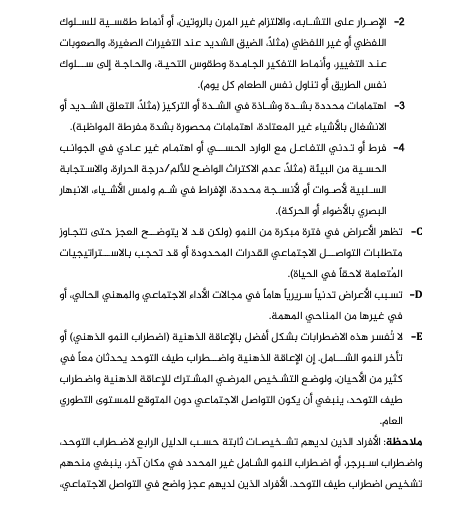 2- الإصرار على التشابه، والالتزام غير المرن بالروتين، أو أنماط طقسية للسلوك
اللفظي أو غير اللفظي (مثلاً، الضيق الشديد عند التغيرات الصغيرة، والصعوبات
عند التغيير، وأنماط التفكير الجامدة وطقوس التحية، والحاجة إلى سلوك
نفس الطريق أو تناول نفس الطعام كل يوم).
3- اهتمامات محددة بشدة وشاذة في الشدة أو التركيز (مثلاً، التعلق الشديد أو
الانشغال بالأشياء غير المعتادة، اهتمامات محصورة بشدة مفرطة المواظبة).
4- فرط أو تدني التفاعل مع الوارد الحسي أو اهتمام غير عادي في الجوانب
الحسية من البيئة (مثلاً، عدم الاكتراث الواضح للألم/درجة الحرارة، والاستجابة
السلبية لأصوات أو لأنسجة محددة، الإفراط في شم ولمس الأشياء، الانبهار
البصري بالأضواء أو الحركة).
C- تظهر الأعراض في فترة مبكرة من النمو (ولكن قد لا يتوضح العجز حتى تتجاوز
متطلبات التواصل الاجتماعي القدرات المحدودة أو قد تحجب بالاستراتيجيات
المُتعلمة لاحقاً في الحياة).
D- تسبب الأعراض تدنياً سريرياً هاماً في مجالات الأداء الاجتماعي والمهني الحالي، أو
في غيرها من المناحي المهمة.
E- لا تُفسر هذه الاضطرابات بشكل أفضل بالإعاقة الذهنية (اضطراب النمو الذهني) أو
تأخر النمو الشامل. إن الإعاقة الذهنية واضطراب طيف التوحد يحدثان معاً في
كثير من الأحيان، ولوضع التشخيص المرضي المشترك للإعاقة الذهنية واضطراب
طيف التوحد، ينبغي أن يكون التواصل الاجتماعي دون المتوقع للمستوى التطوري
العام.
ملاحظة: الأفراد الذين لديهم تشخيصات ثابتة حسب الدليل الرابع لاضطراب التوحد،
واضطراب اسبرجر، أو اضطراب النمو الشامل غير المحدد في مكان آخر، ينبغي منحهم
تشخيص اضطراب طيف التوحد. الأفراد الذين لديهم عجز واضح في التواصل الاجتماعي،